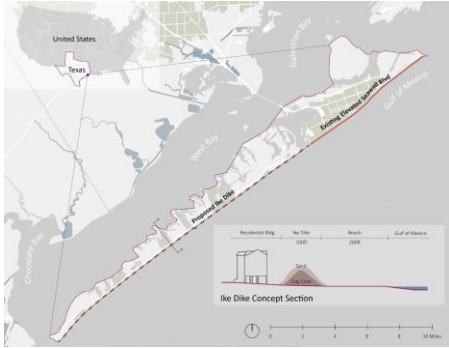 United States
Texas
Galveston Bay
Gulf of Mexico
Existing Elevated Seawall Blvd
West Bay
Proposed Ike Dike
Chocolate Bay
Residential Bldg Ike Dike Beach Gulf of Mexico
100ft 200ft
Sand
Clay Core
Ike Dike Concept Section
0 2 4 6 8 10 Miles